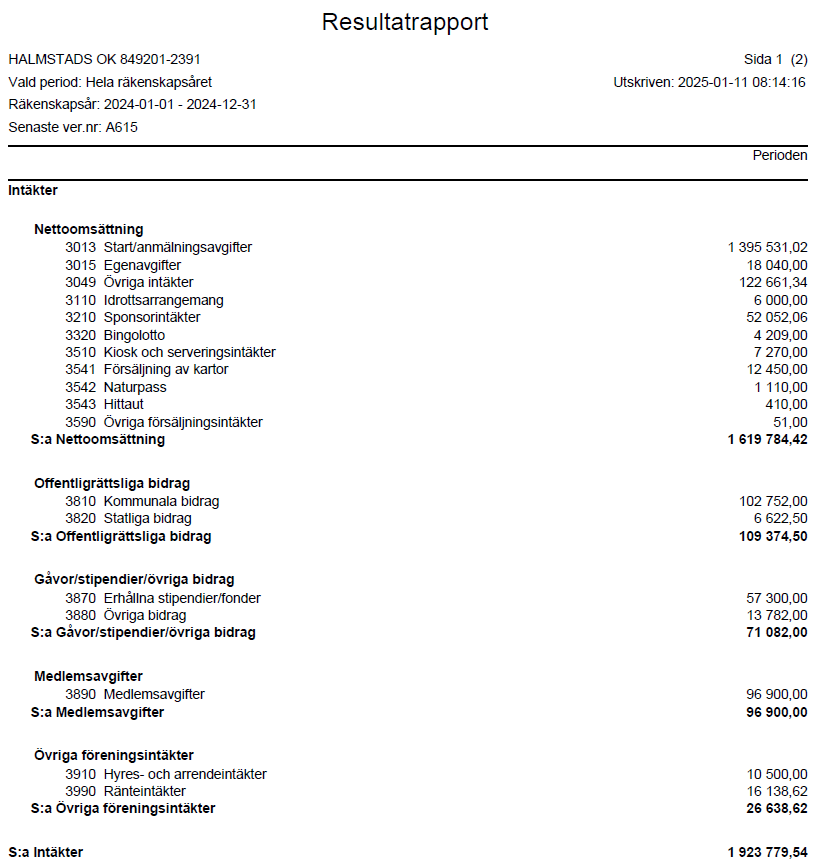 Resultatrapport
HALMSTADS OK 849201-2391 Sida 1 (2)
Vald period: Hela räkenskapsåret Utskriven: 2025-01-11 08:14:16
Räkenskapsår: 2024-01-01 - 2024-12-31
Senaste ver.nr: A615
Perioden
Intäkter
Nettoomsättning
3013 Start/anmälningsavgifter 1 395 531,02
3015 Egenavgifter 18 040,00
3049 Övriga intäkter 122 661,34
3110 Idrottsarrangemang 6 000,00
3210 Sponsorintäkter 52 052,06
3320 Bingolotto 4 209,00
3510 Kiosk och serveringsintäkter 7 270,00
3541 Försäljning av kartor 12 450,00
3542 Naturpass 1 110,00
3543 Hittaut 410,00
3590 Övriga försäljningsintäkter 51,00
S:a Nettoomsättning 1 619 784,42
Offentligrättsliga bidrag
3810 Kommunala bidrag 102 752,00
3820 Statliga bidrag 6 622,50
S:a Offentligrättsliga bidrag 109 374,50
Gåvor/stipendier/övriga bidrag
3870 Erhållna stipendier/fonder 57 300,00
3880 Övriga bidrag 13 782,00
S:a Gåvor/stipendier/övriga bidrag 71 082,00
Medlemsavgifter
3890 Medlemsavgifter 96 900,00
S:a Medlemsavgifter 96 900,00
Övriga föreningsintäkter
3910 Hyres- och arrendeintäkter 10 500,00
3990 Ränteintäkter 16 138,62
S:a Övriga föreningsintäkter 26 638,62
S:a Intäkter 1 923 779,54